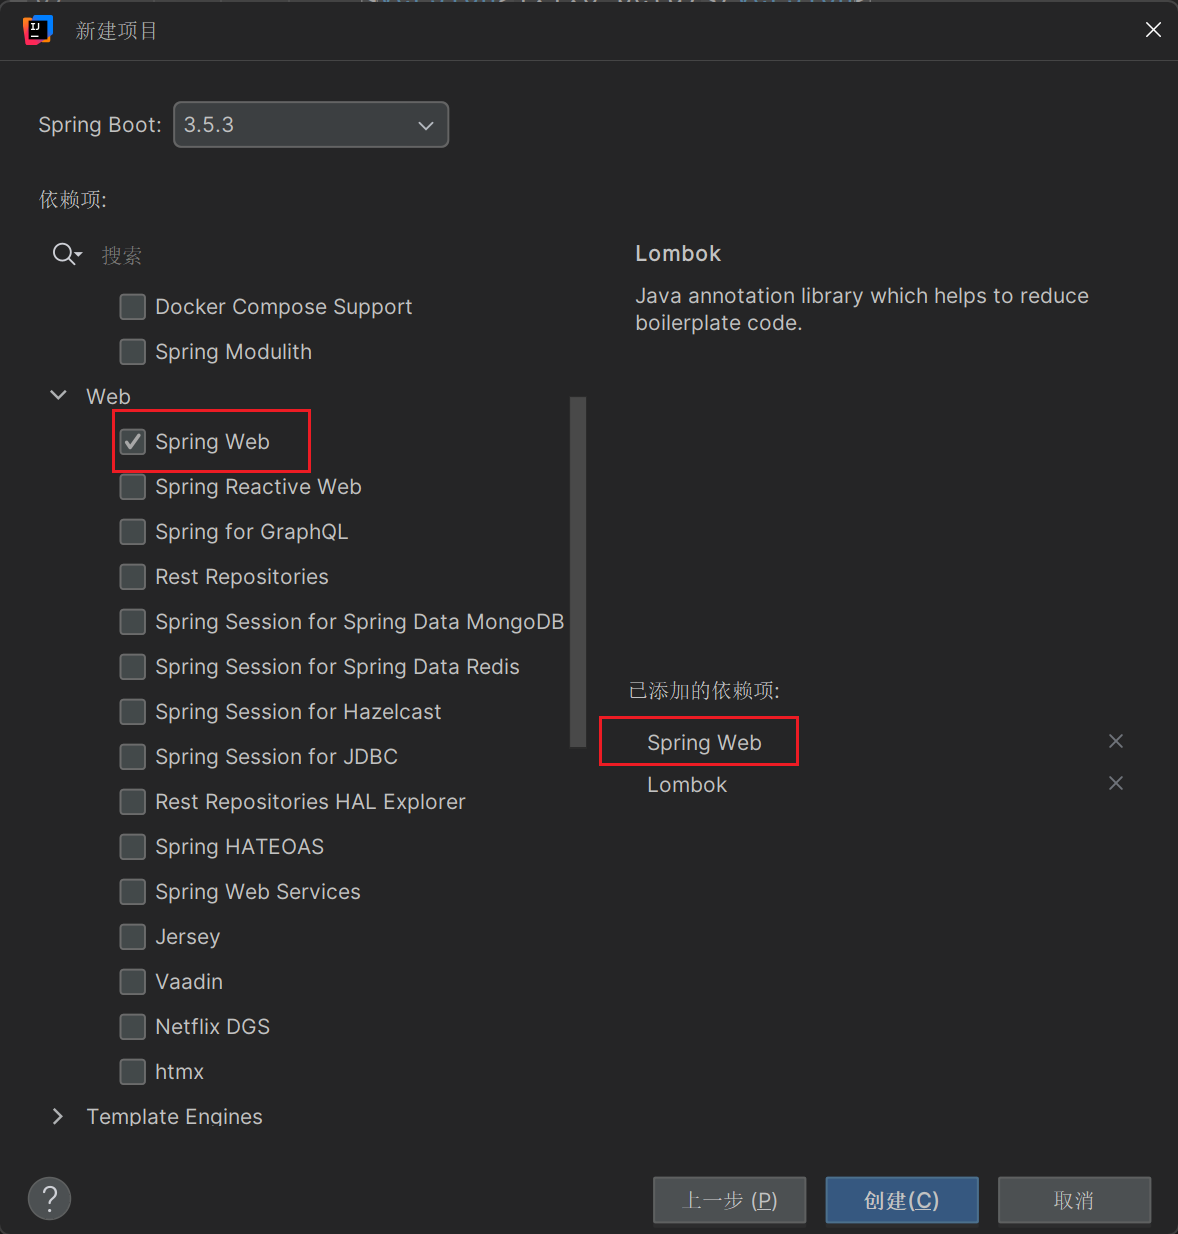 新建项目
Spring Boot: 3.5.3
依赖项:
搜索
Docker Compose Support
Spring Modulith
Web
Spring Web
Spring Reactive Web
Spring for GraphQL
Rest Repositories
Spring Session for Spring Data MongoDB
Spring Session for Spring Data Redis
Spring Session for Hazelcast
Spring Session for JDBC
Rest Repositories HAL Explorer
Spring HATEOAS
Spring Web Services
Jersey
Vaadin
Netflix DGS
htmx
Template Engines
Lombok
Java annotation library which helps to reduce
boilerplate code.
已添加的依赖项:
Spring Web
Lombok
?
上一步 (P)
创建(C)
取消